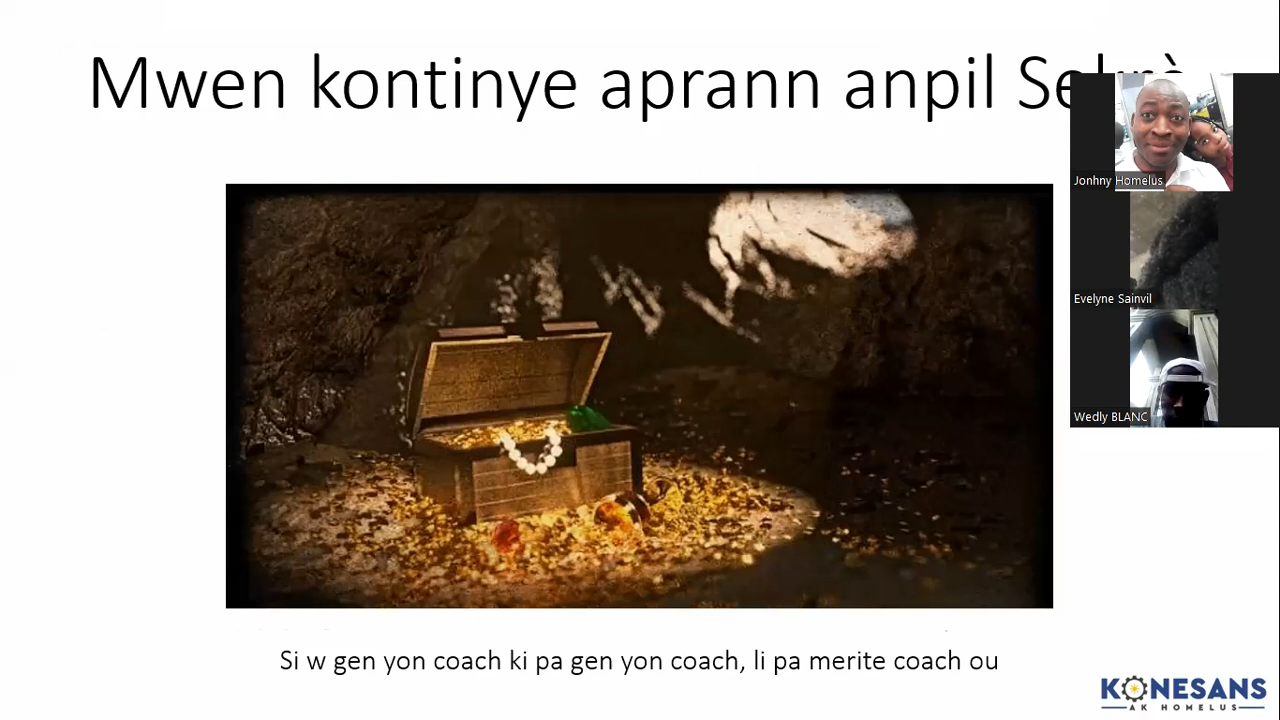 Mwen kontinye aprann anpil
Jonhny Homelus
Evelyne Sainvil
Wedly BLANC
Si w gen yon coach ki pa gen yon coach, li pa merite coach ou
KONESANS
AK HOMELUS